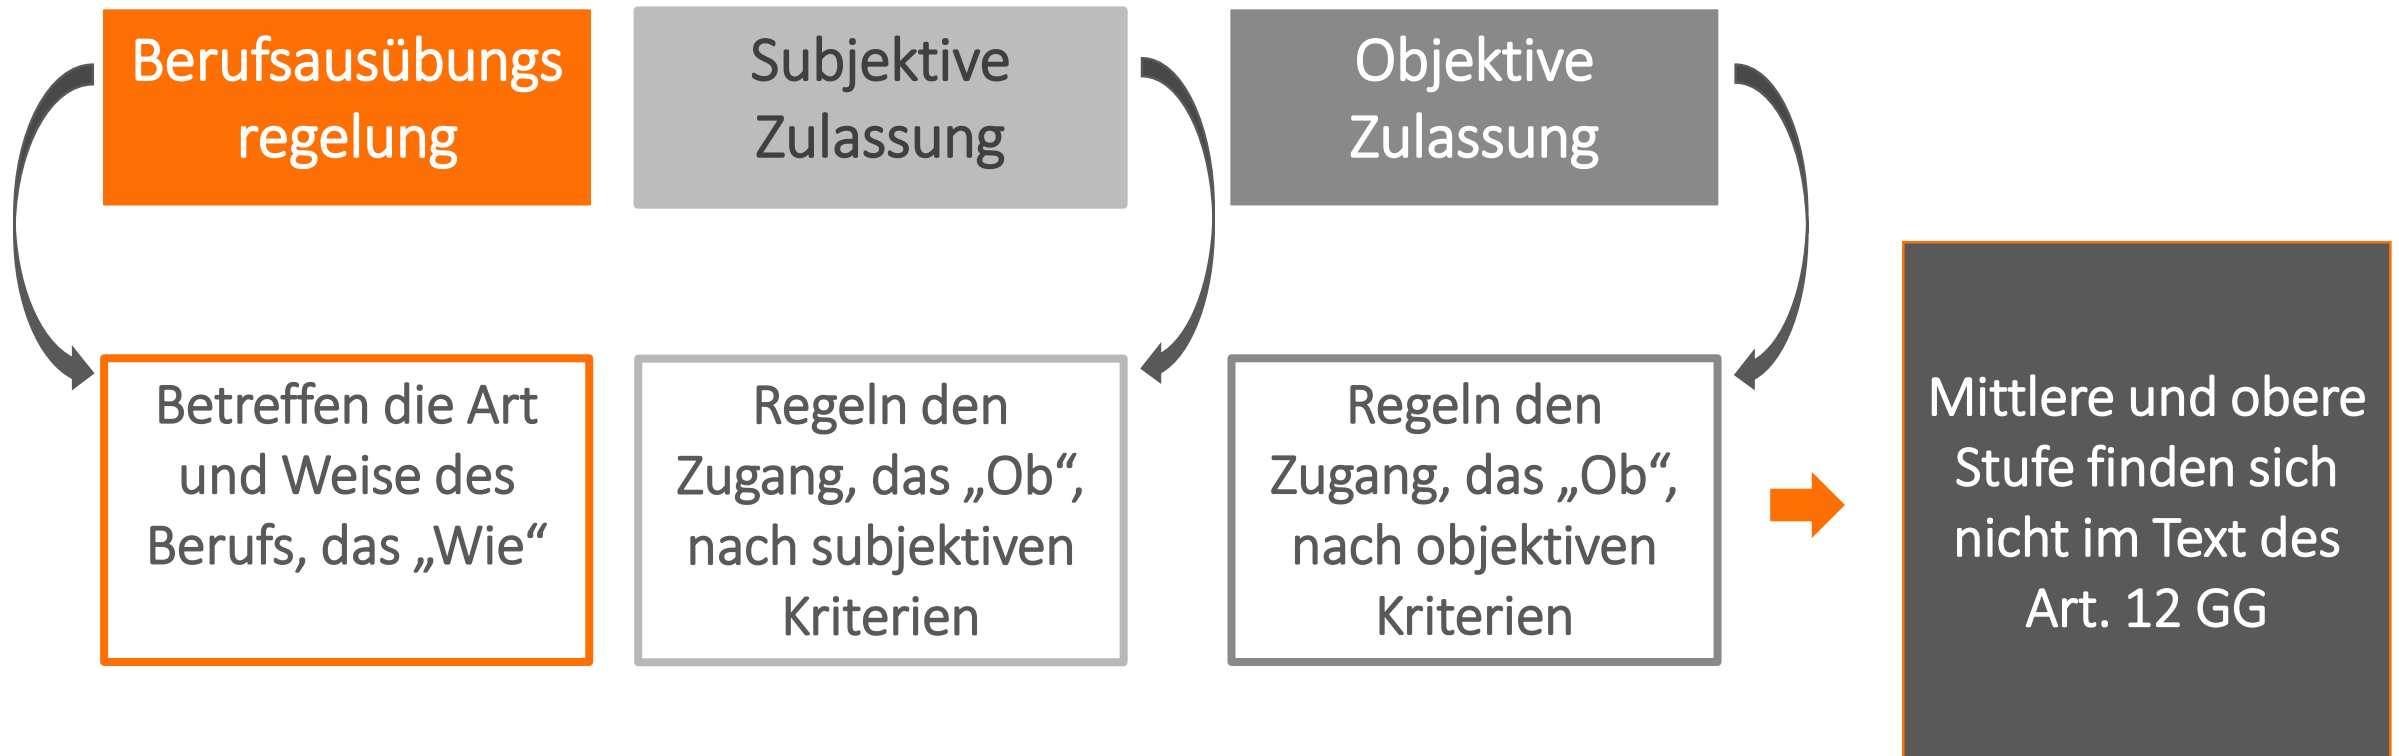 Berufsausübungs
regelung
Subjektive
Zulassung
Objektive
Zulassung
Betreffen die Art
und Weise des
Berufs, das „Wie“
Regeln den
Zugang, das „Ob“,
nach subjektiven
Kriterien
Regeln den
Zugang, das „Ob“,
nach objektiven
Kriterien
Mittlere und obere
Stufe finden sich
nicht im Text des
Art. 12 GG